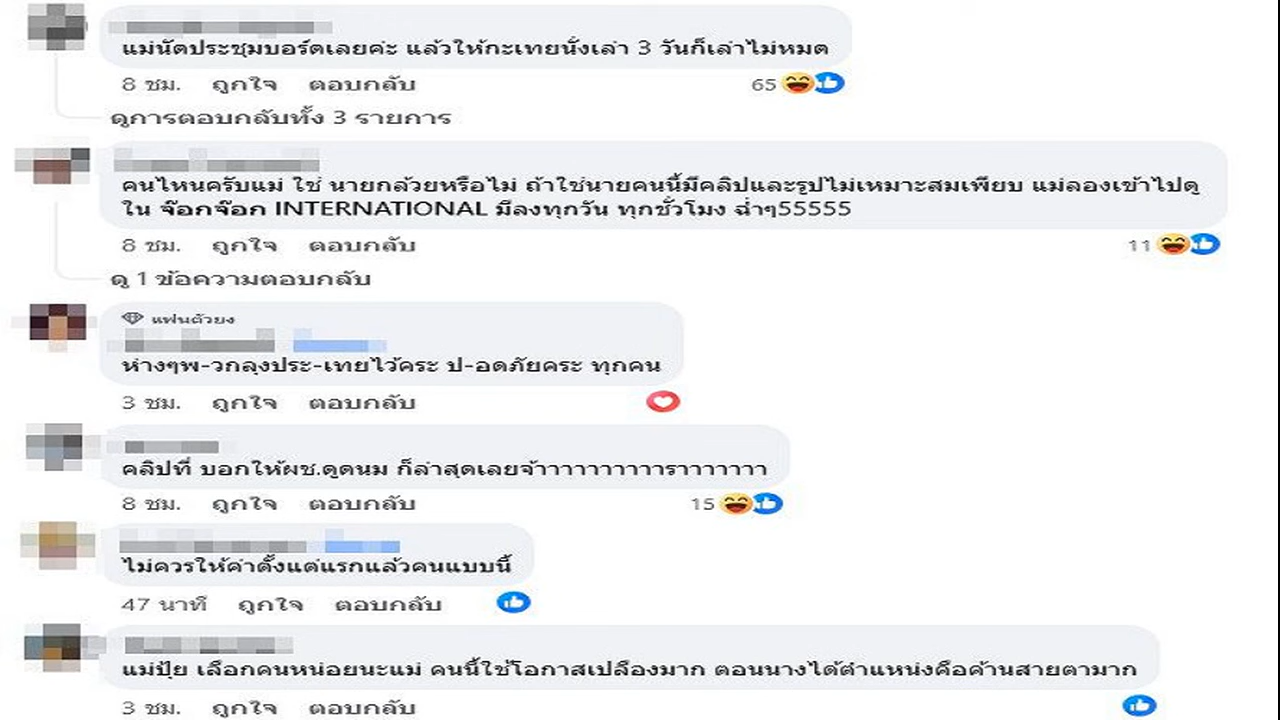 แม่นัดประชุมบอร์ดเลยค่ะ แล้วให้กะเทยนั่งเล่า 3 วันก็เล่าไม่หมด
8 ชม. ถูกใจ ตอบกลับ 65
ดูการตอบกลับทั้ง 3 รายการ
คนไหนครับแม่ ใช่ นายกล้วยหรือไม่ ถ้าใช่นายคนนี้มีคลิปและรูปไม่เหมาะสมเพียบ แม่ลองเข้าไปดู
ใน จ๊อกจ๊อก INTERNATIONAL มีลงทุกวัน ทุกชั่วโมง ฉ่ำๆ55555
8 ชม. ถูกใจ ตอบกลับ 11
ดู 1 ข้อความตอบกลับ
แฟนตัวยง
ห่างๆพ-วกลุงประ-เทยไว้คระ ป-อดภัยคระ ทุกคน
3 ชม. ถูกใจ ตอบกลับ
คลิปที่ บอกให้ผช.ดูดนม ก็ล่าสุดเลยจ้าาาาาาาาาาาราาาาาาา
8 ชม. ถูกใจ ตอบกลับ 15
ไม่ควรให้ค่าตั้งแต่แรกแล้วคนแบบนี้
47 นาที ถูกใจ ตอบกลับ
แม่ปุ้ย เลือกคนหน่อยนะแม่ คนนี้ใช้โอกาสเปลืองมาก ตอนนางได้ตำแหน่งคือค้านสายตามาก
3 ชม. ถูกใจ ตอบกลับ